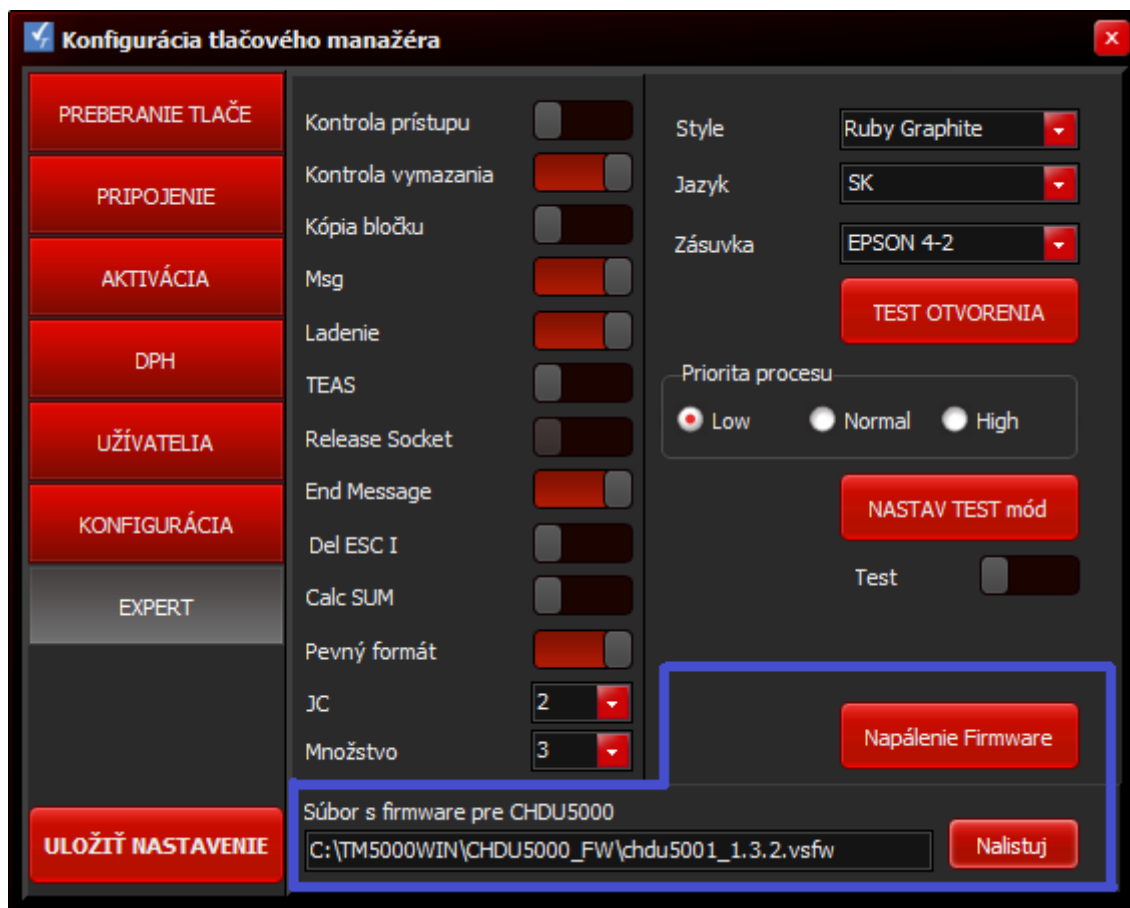 Konfigurácia tlačového manažéra
PREBERANIE TLAČE
PRIPOJENIE
AKTIVÁCIA
DPH
UŽÍVATELIA
KONFIGURÁCIA
EXPERT
ULOŽIŤ NASTAVENIE
Kontrola prístupu
Kontrola vymazania
Kópia bločku
Msg
Ladenie
TEAS
Release Socket
End Message
Del ESC I
Calc SUM
Pevný formát
JC 2
Množstvo 3
Style Ruby Graphite
Jazyk SK
Zásuvka EPSON 4-2
TEST OTVORENIA
Priorita procesu
Low Normal High
NASTAV TEST mód
Test
Napálenie Firmware
Súbor s firmware pre CHDU5000
C:\TM5000WIN\CHDU5000_FW\chdu5001_1.3.2.vsfw Nalistuj